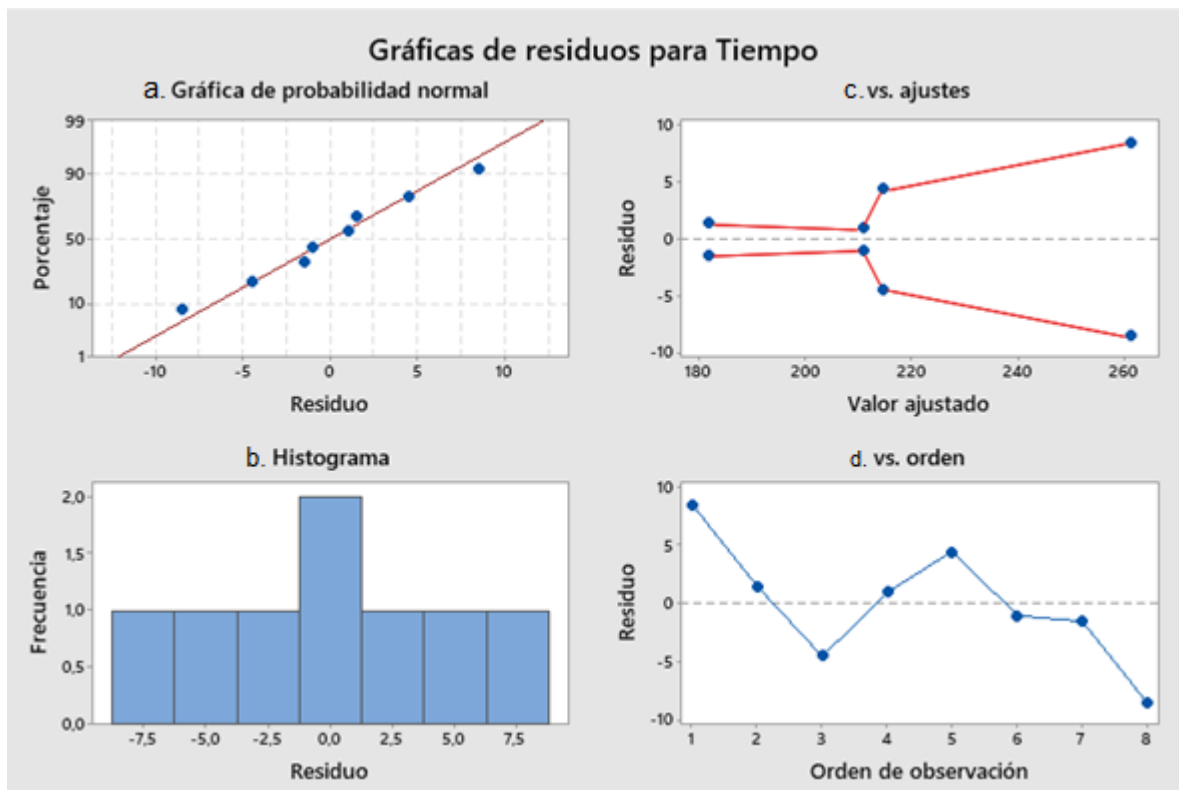 Gráficas de residuos para Tiempo
a. Gráfica de probabilidad normal
99
90
50
10
1
Porcentaje
-10 -5 0 5 10
Residuo
c. vs. ajustes
10
5
0
-5
-10
Residuo
180 200 220 240 260
Valor ajustado
b. Histograma
2,0
1,5
1,0
0,5
0,0
Frecuencia
-7,5 -5,0 -2,5 0,0 2,5 5,0 7,5
Residuo
d. vs. orden
10
5
0
-5
-10
Residuo
1 2 3 4 5 6 7 8
Orden de observación